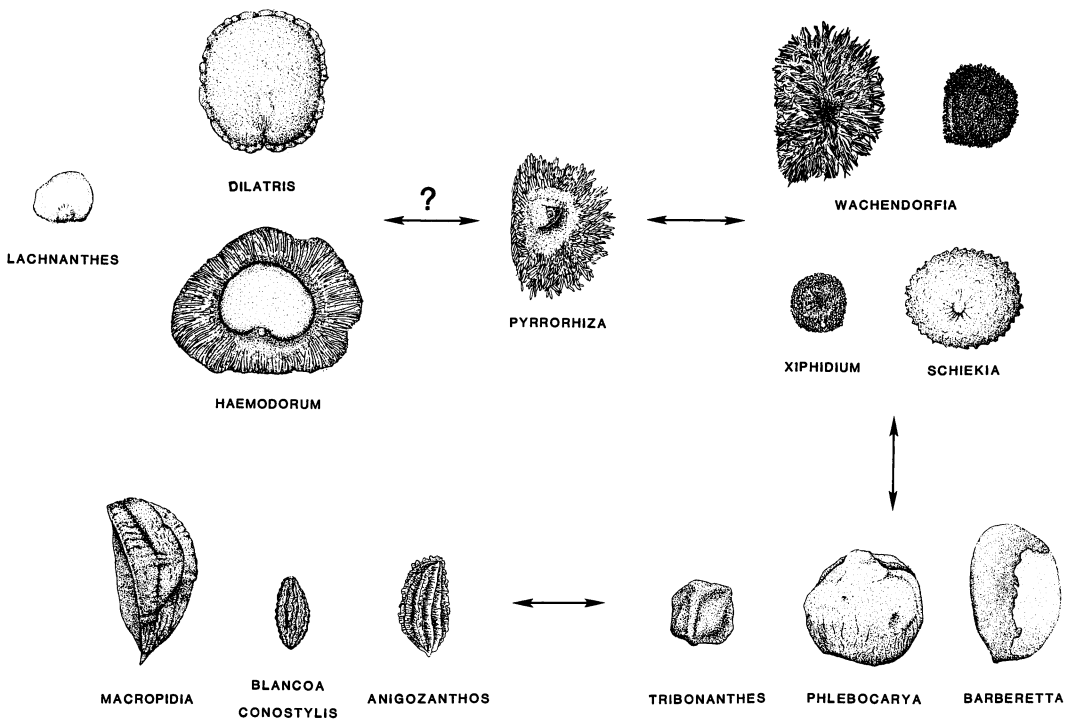 DILATRIS
LACHNANTHES
HAEMODORUM
?
PYRRORHIZA
WACHENDORFIA
XIPHIDIUM
SCHIEKIA
MACROPIDIA
BLANCOA
CONOSTYLIS
ANIGOZANTHOS
TRIBONANTHES
PHLEBOCARYA
BARBERETTA